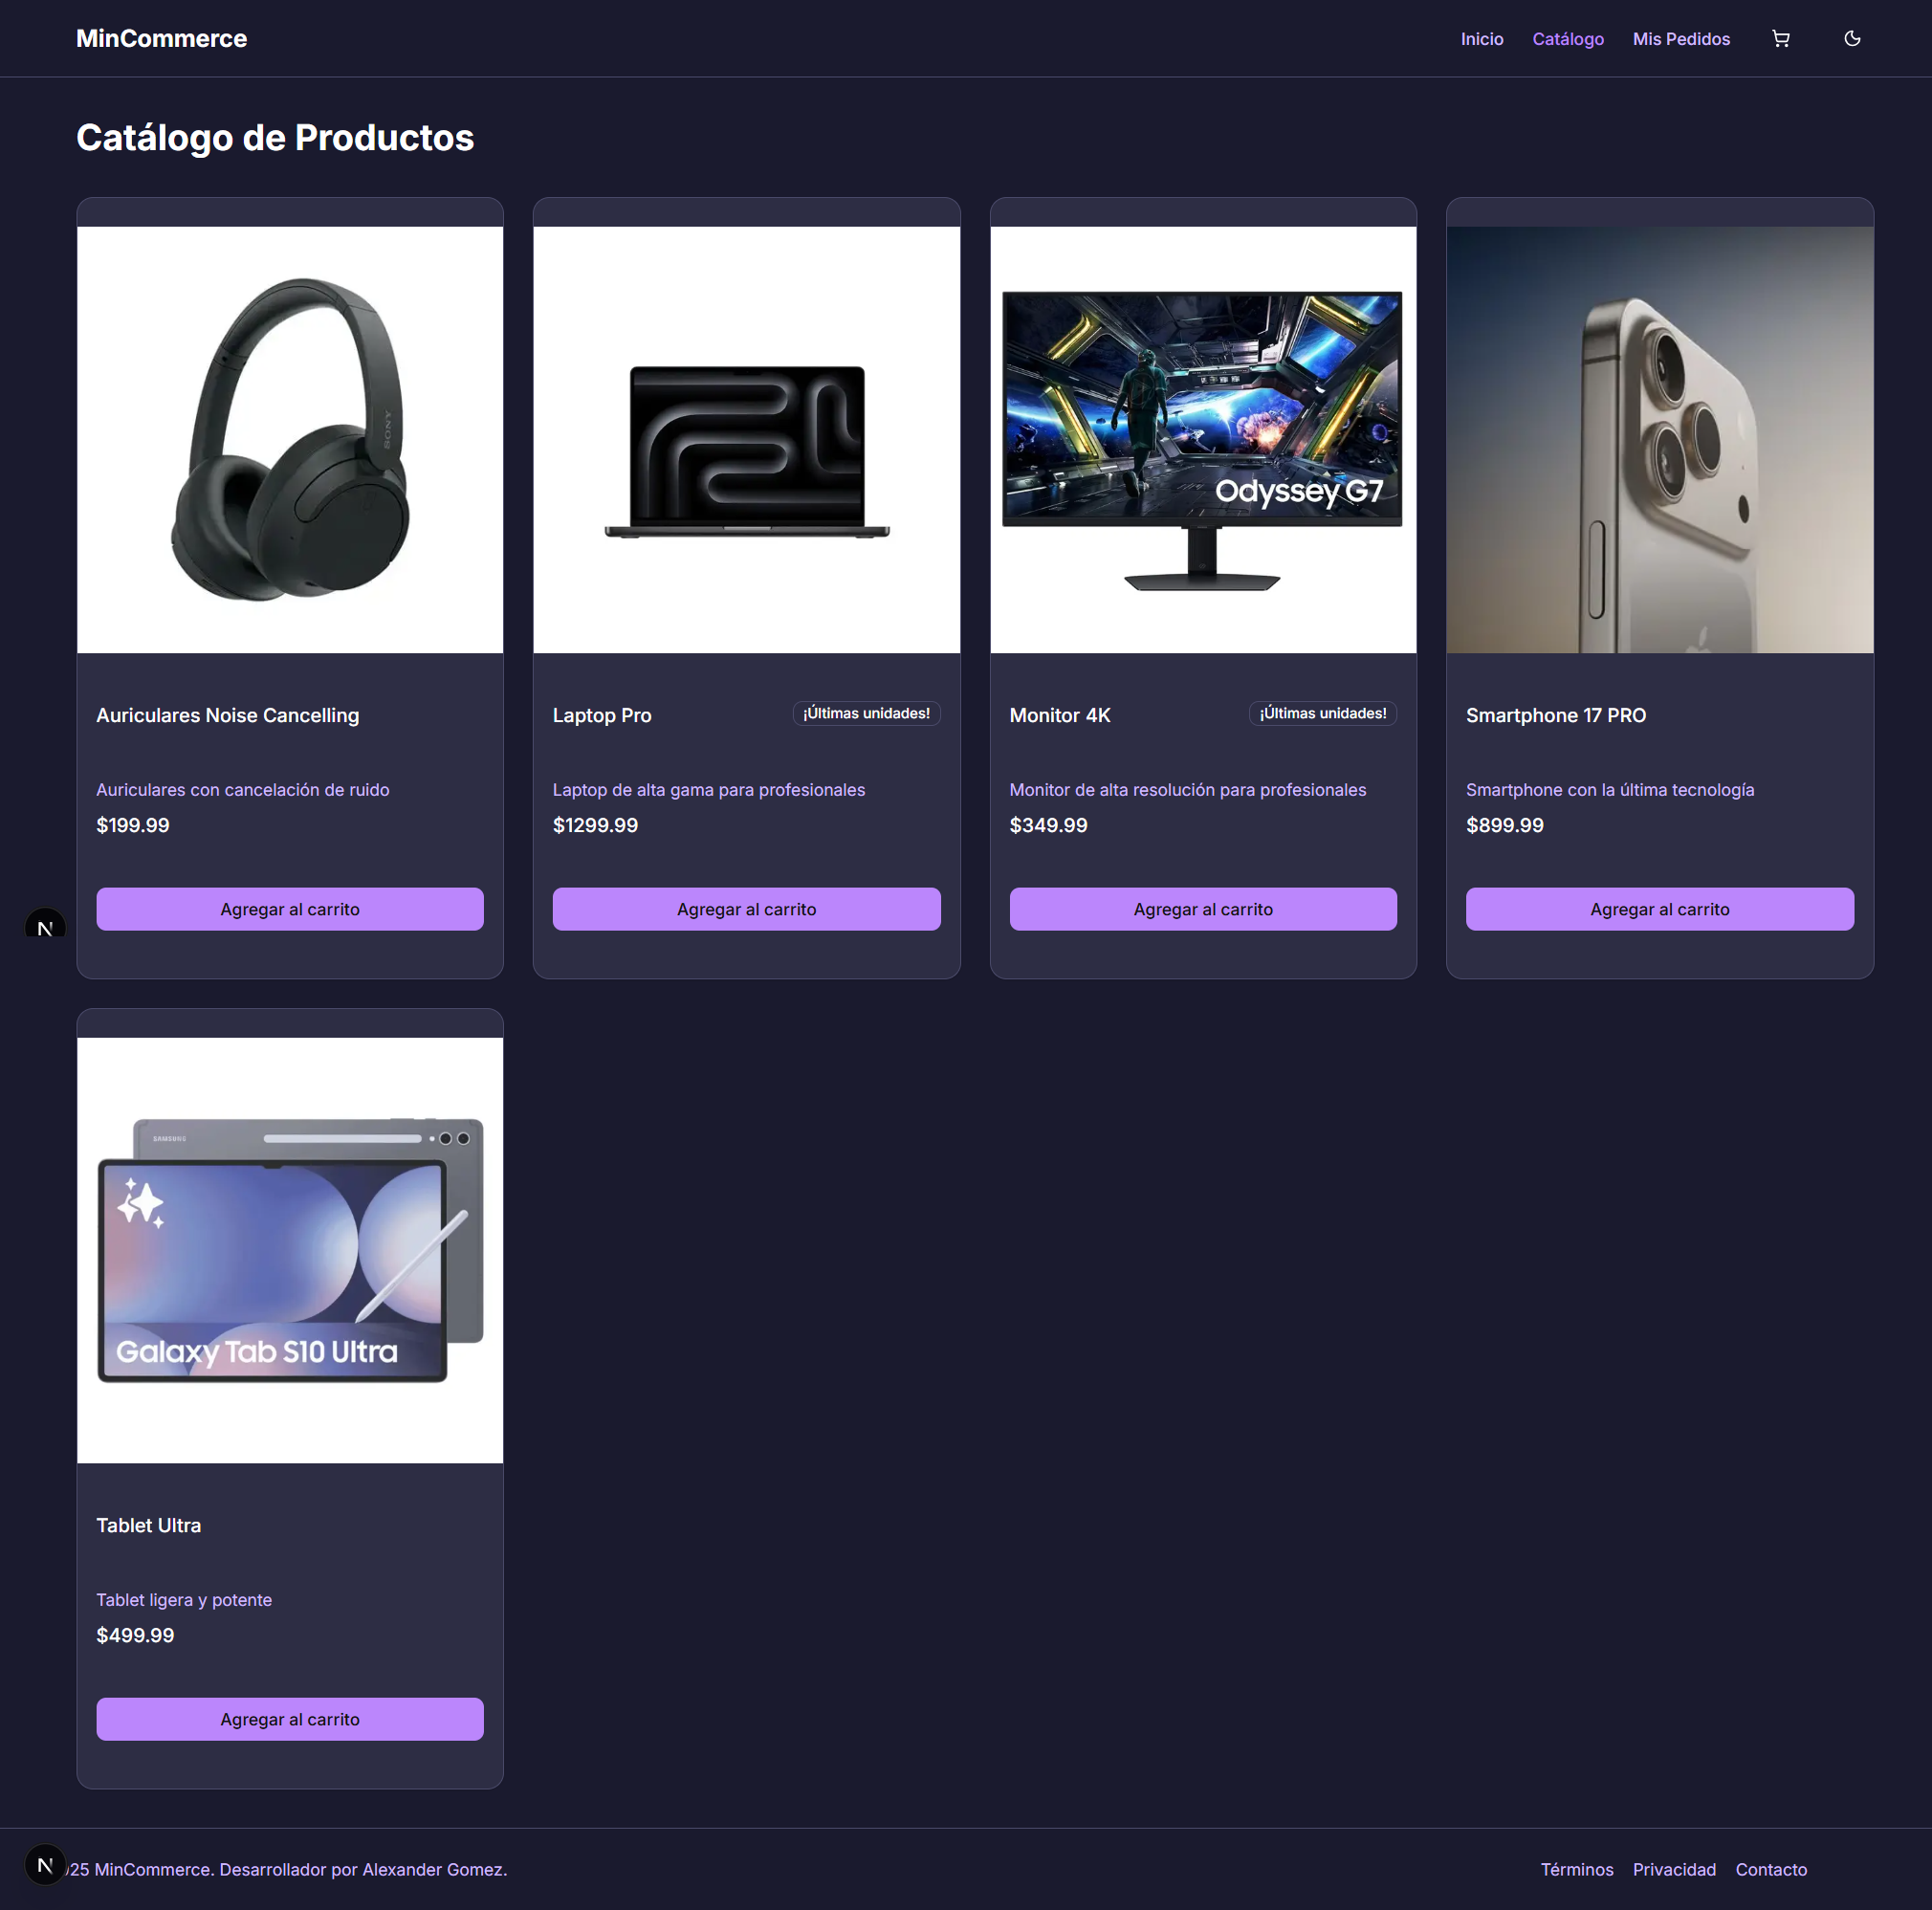 MinCommerce
Inicio
Catálogo
Mis Pedidos
Catálogo de Productos
SONY
Odyssey G7
Auriculares Noise Cancelling
Auriculares con cancelación de ruido
$199.99
Agregar al carrito
Laptop Pro
¡Últimas unidades!
Laptop de alta gama para profesionales
$1299.99
Agregar al carrito
Monitor 4K
¡Últimas unidades!
Monitor de alta resolución para profesionales
$349.99
Agregar al carrito
Smartphone 17 PRO
Smartphone con la última tecnología
$899.99
Agregar al carrito
N
SAMSUNG
Galaxy Tab S10 Ultra
Tablet Ultra
Tablet ligera y potente
$499.99
Agregar al carrito
N
25 MinCommerce. Desarrollador por Alexander Gomez.
Términos
Privacidad
Contacto